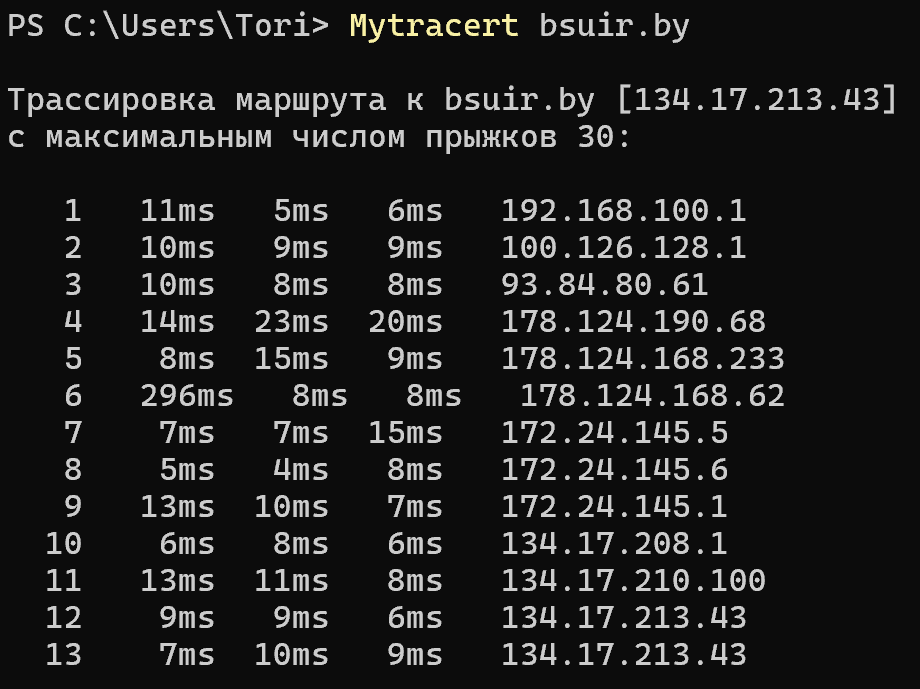 PS C:\Users\Tori> Mytracert bsuir.by
Трассировка маршрута к bsuir.by [134.17.213.43]
с максимальным числом прыжков 30:
1 11ms 5ms 6ms 192.168.100.1
2 10ms 9ms 9ms 100.126.128.1
3 10ms 8ms 8ms 93.84.80.61
4 14ms 23ms 20ms 178.124.190.68
5 8ms 15ms 9ms 178.124.168.233
6 296ms 8ms 8ms 178.124.168.62
7 7ms 7ms 15ms 172.24.145.5
8 5ms 4ms 8ms 172.24.145.6
9 13ms 10ms 7ms 172.24.145.1
10 6ms 8ms 6ms 134.17.208.1
11 13ms 11ms 8ms 134.17.210.100
12 9ms 9ms 6ms 134.17.213.43
13 7ms 10ms 9ms 134.17.213.43